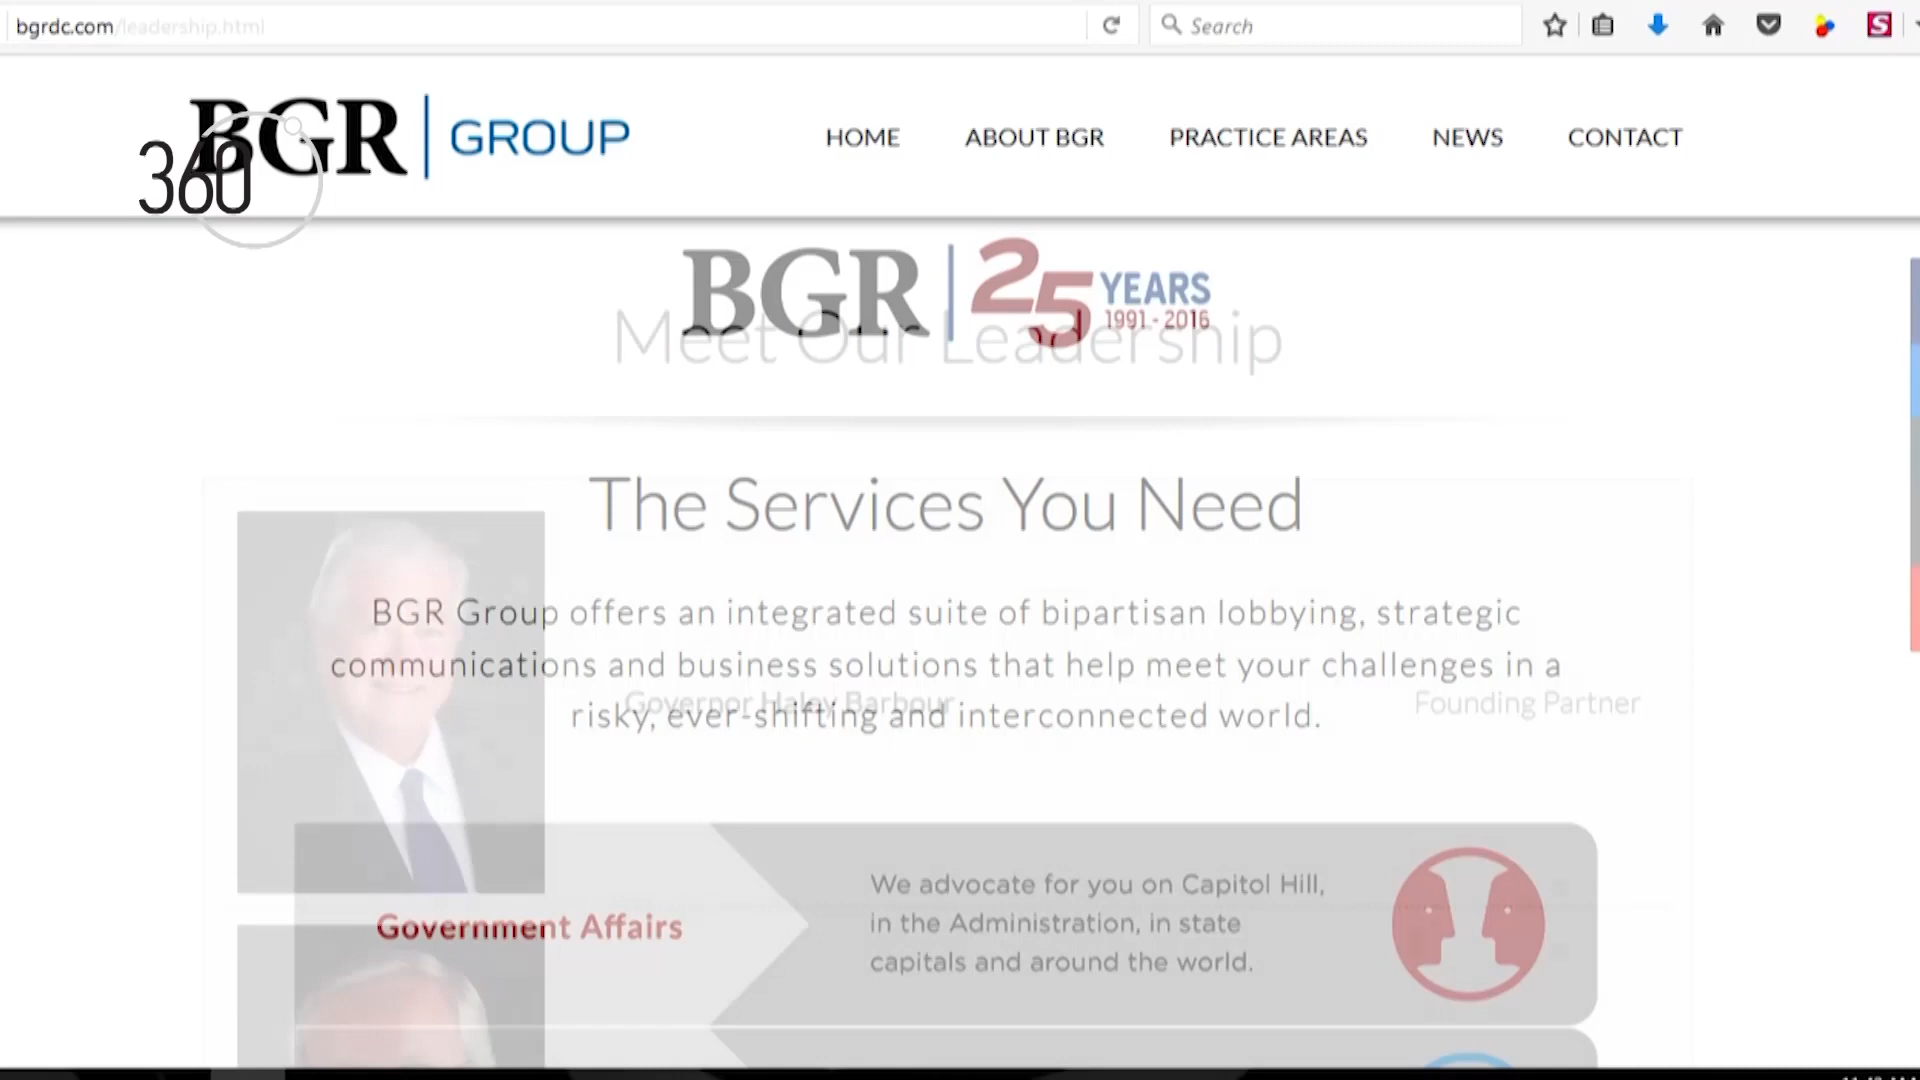 bgrdc.com/leadership.html
Search
BGR GROUP
360
HOME ABOUT BGR PRACTICE AREAS NEWS CONTACT
BGR 25 YEARS
1991 - 2016
Meet Our Leadership
The Services You Need
BGR Group offers an integrated suite of bipartisan lobbying, strategic
communications and business solutions that help meet your challenges in a
risky, ever-shifting and interconnected world.
Governor Haley Barbour
Founding Partner
Government Affairs
We advocate for you on Capitol Hill,
in the Administration, in state
capitals and around the world.